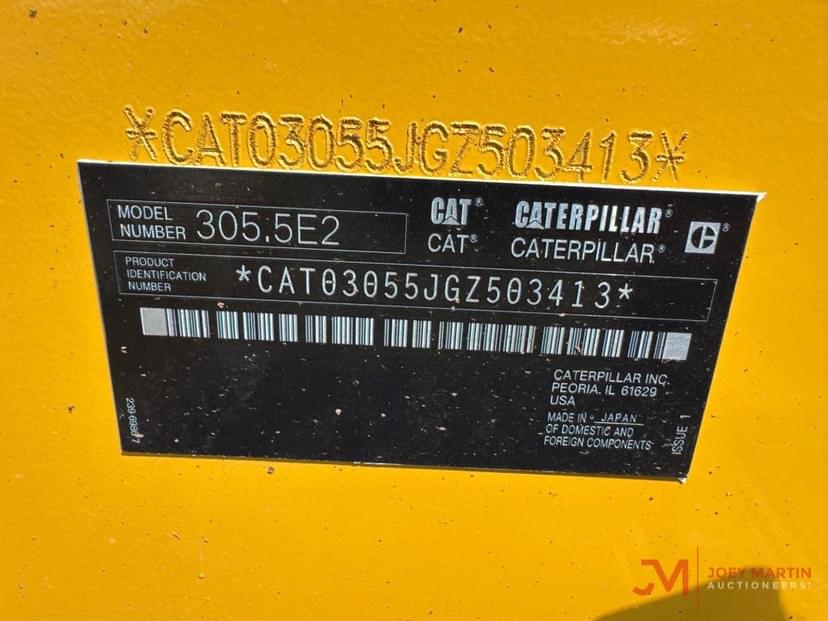 *CAT03055JGZ503413*
MODEL NUMBER 305.5E2
CAT® CATERPILLAR®
CAT® CATERPILLAR®
PRODUCT IDENTIFICATION NUMBER *CAT03055JGZ503413*
CATERPILLAR INC.
PEORIA, IL 61629
USA
MADE IN JAPAN
OF DOMESTIC AND
FOREIGN COMPONENTS
ISSUE 1
JM JOEY MARTIN
AUCTIONEERS